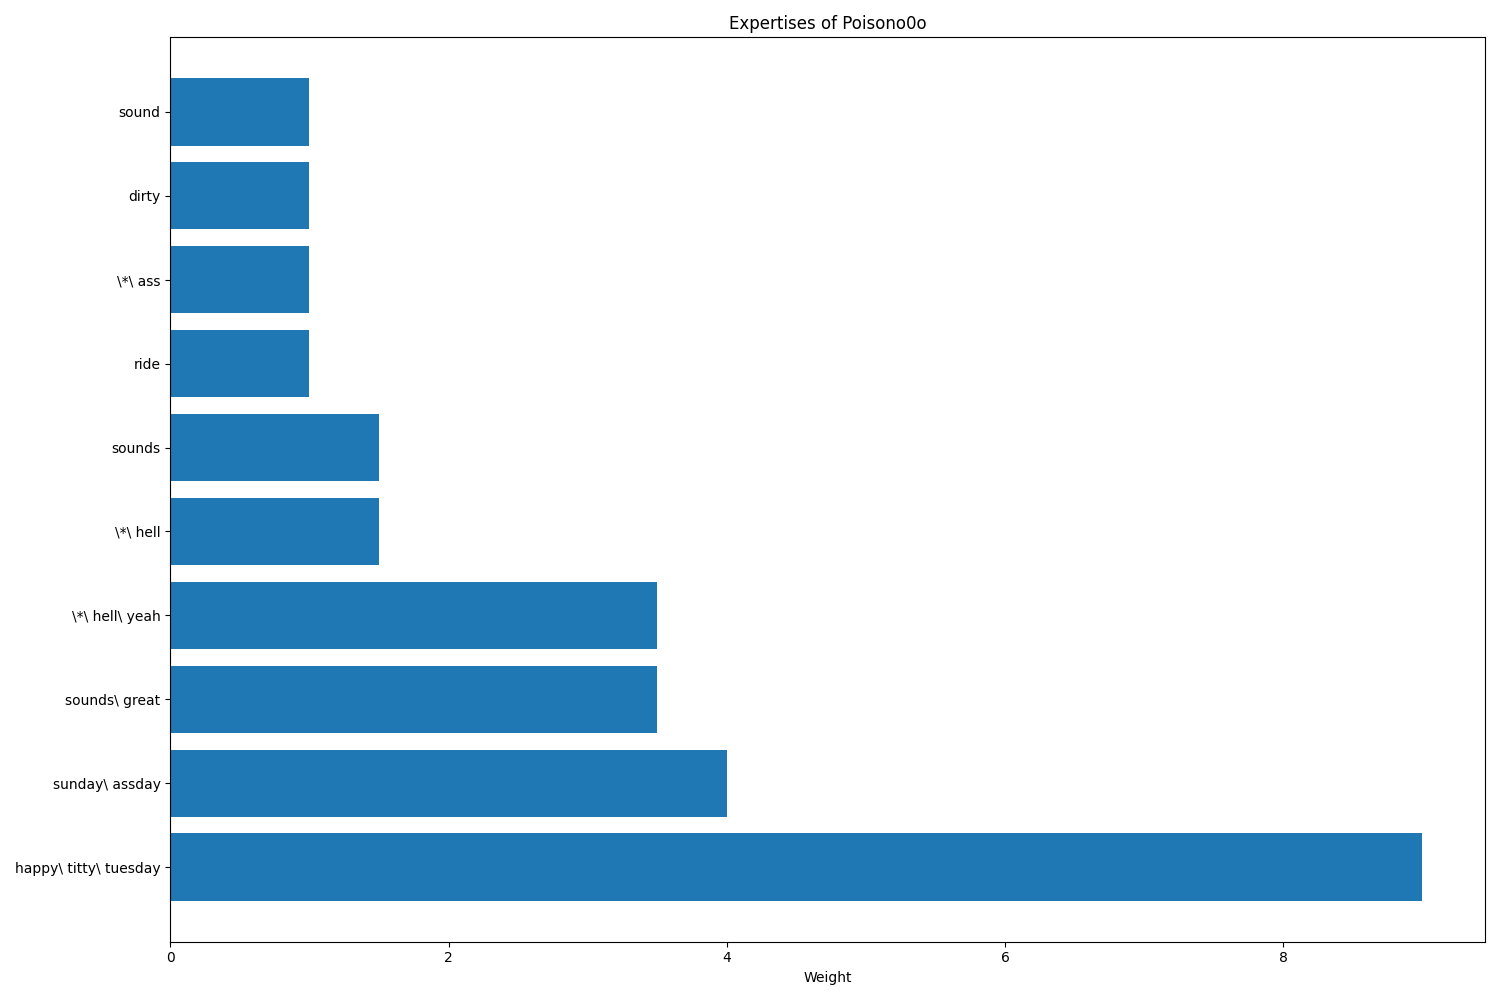 Expertises of Poisono0o
sound
dirty
\*\ ass
ride
sounds
\*\ hell
\*\ hell\ yeah
sounds\ great
sunday\ assday
happy\ titty\ tuesday
0 2 4 6 8
Weight